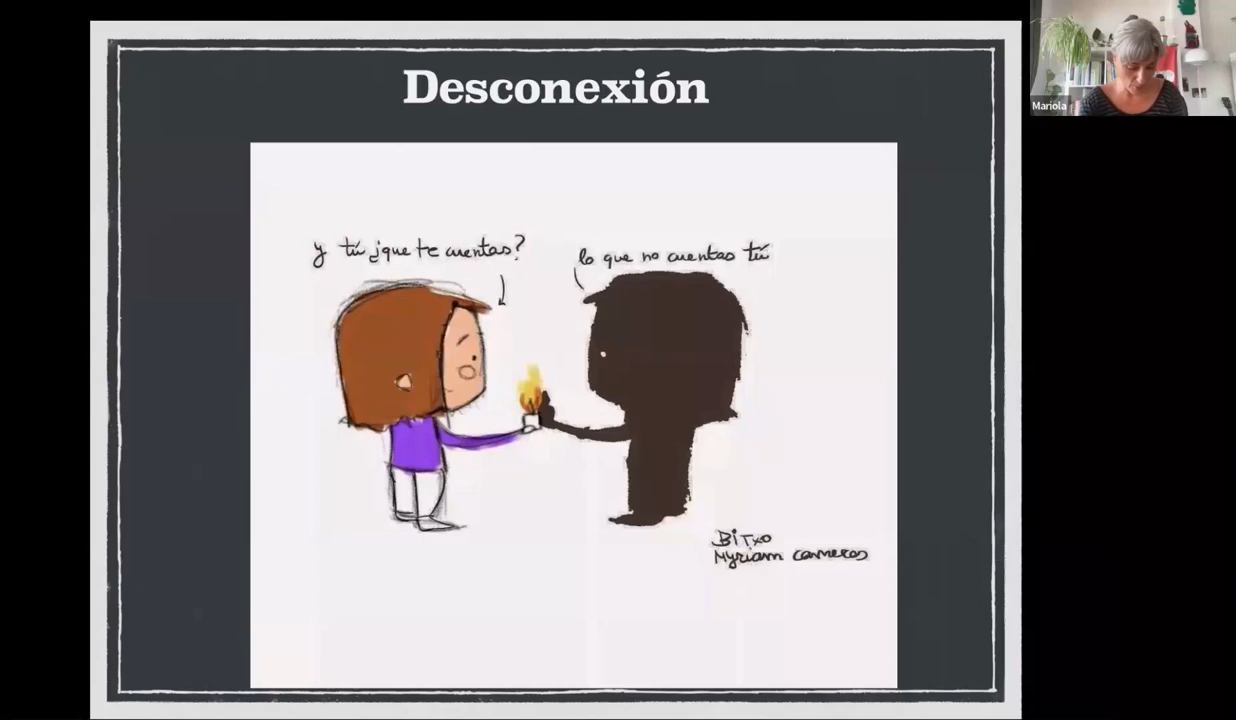 Desconexión
y tú ¿que te cuentas?
lo que no cuentas tú
BiTxo
Myriam cameros
Mariola